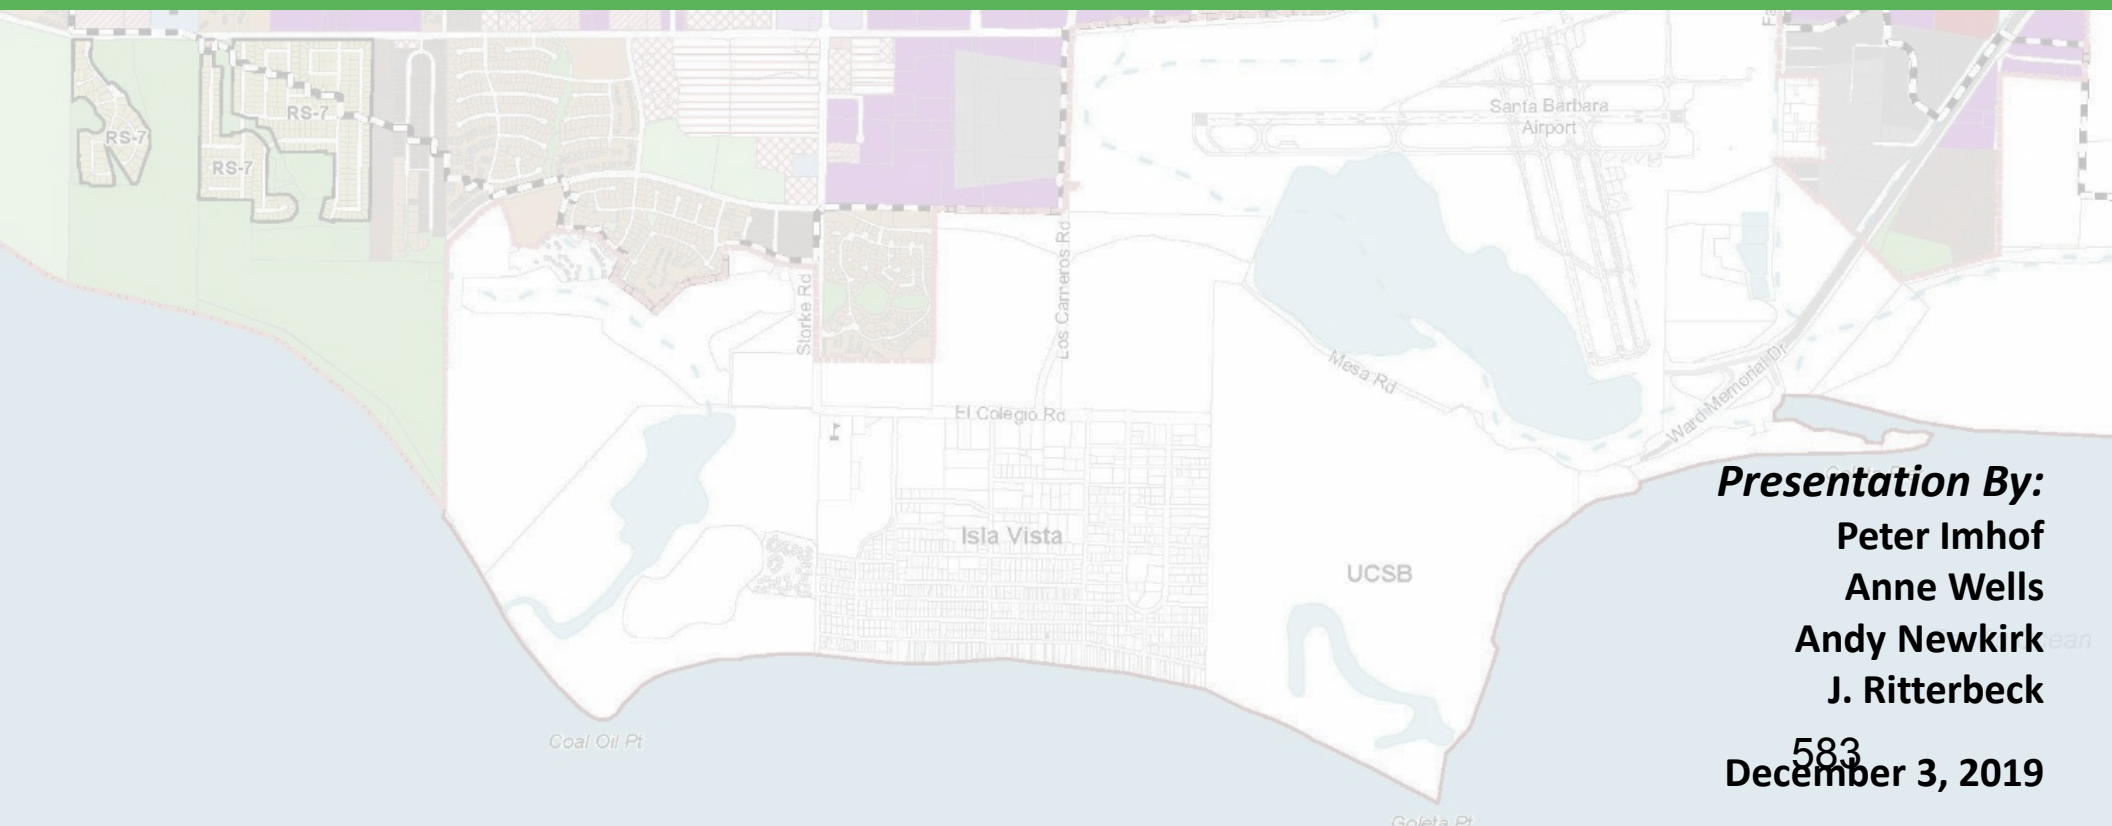 Santa Barbara
Airport
RS-7
RS-7
RS-7
Storke Rd
Los Carneros Rd
Mesa Rd
Ward Memorial Dr
El Colegio Rd
Isla Vista
UCSB
Coal Oil Pt
Goleta Pt
Presentation By:
Peter Imhof
Anne Wells
Andy Newkirk
J. Ritterbeck
583
December 3, 2019